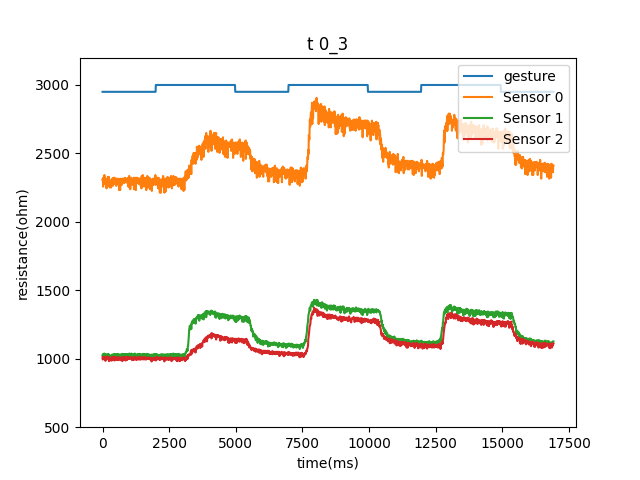 t 0_3
gesture
Sensor 0
Sensor 1
Sensor 2
3000
2500
2000
1500
1000
500
resistance(ohm)
0
2500
5000
7500
10000
12500
15000
17500
time(ms)